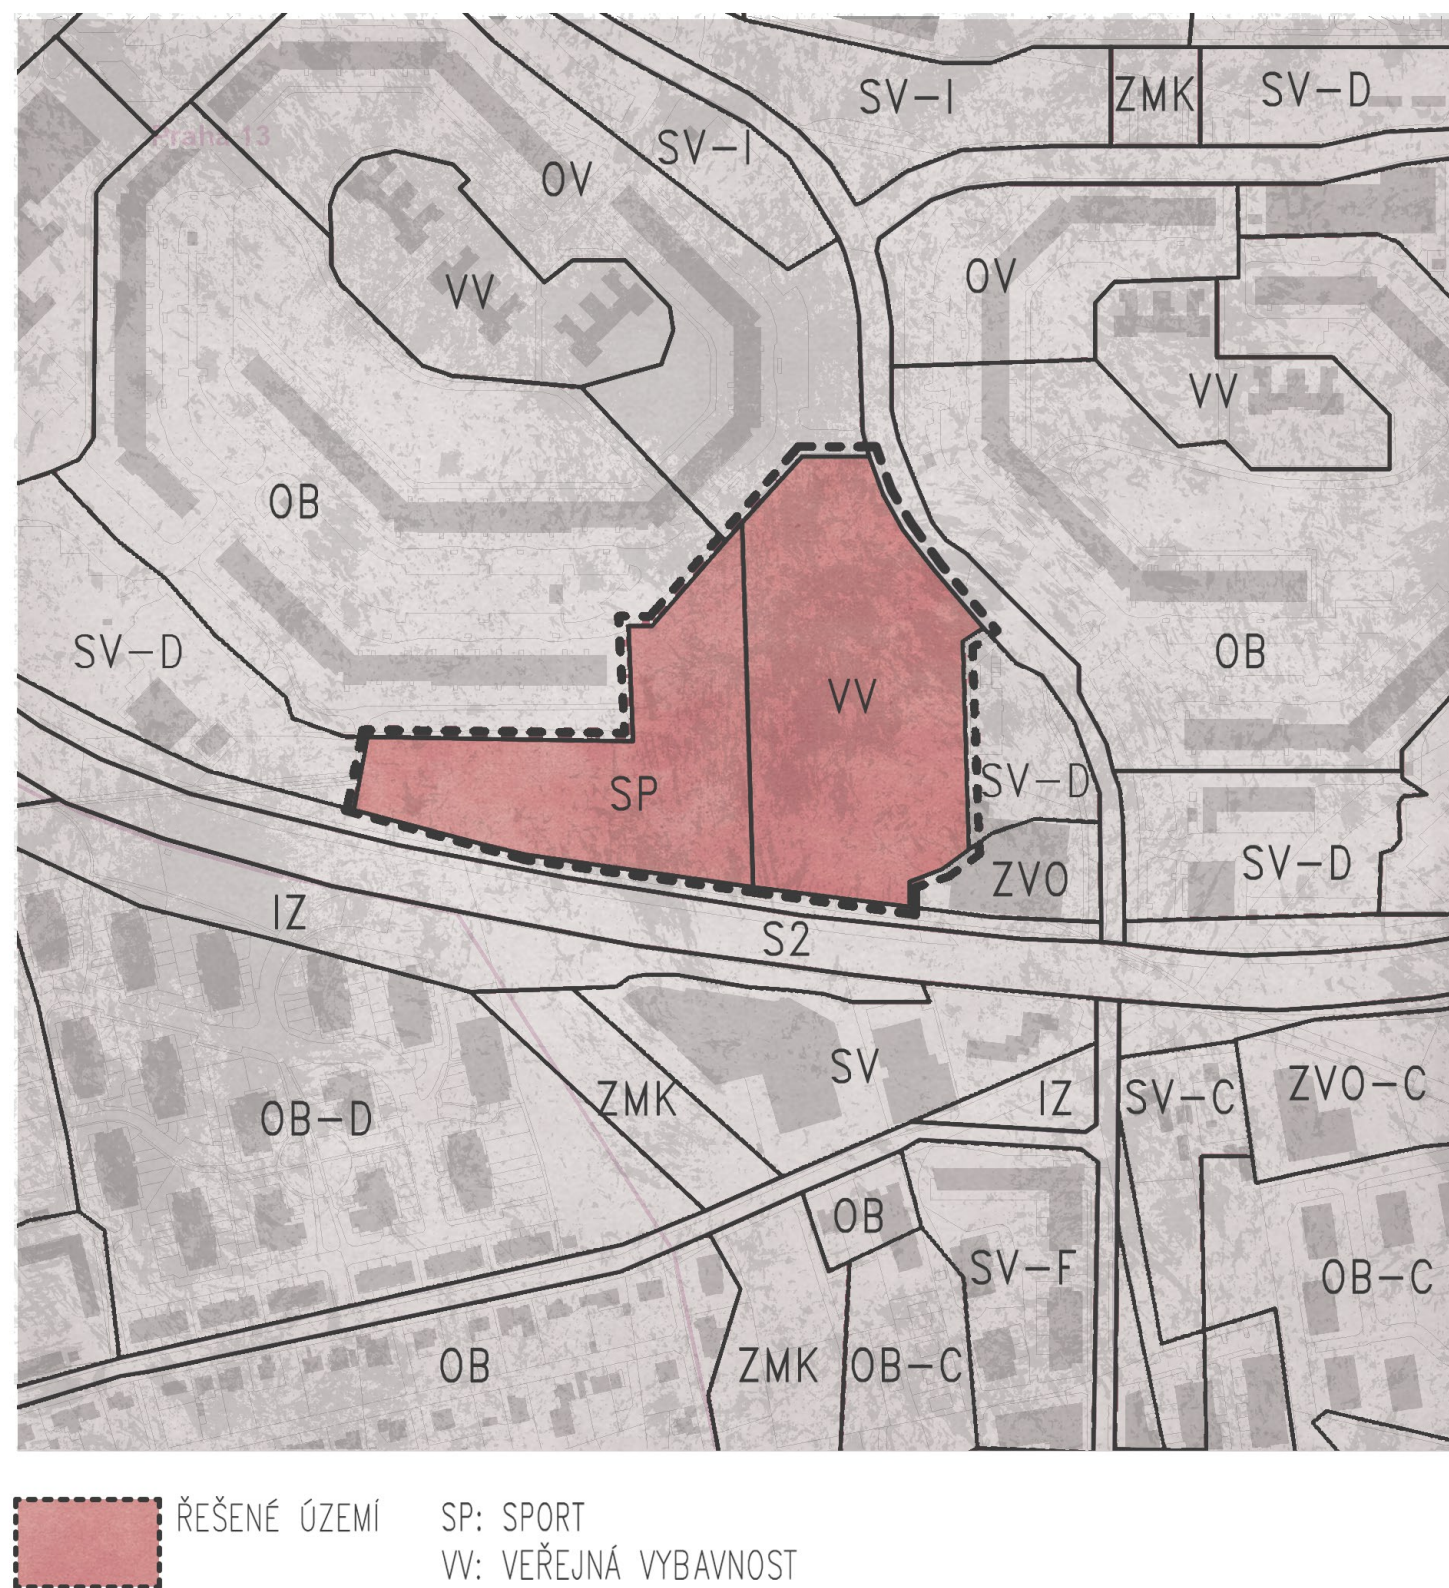 SV-I
ZMK
SV-D
Praha 13
SV-I
OV
VV
OV
VV
OB
SV-D
OB
VV
SP
SV-D
SV-D
ZVO
IZ
S2
SV
ZMK
IZ
SV-C
ZVO-C
OB-D
OB
SV-F
OB-C
OB
ZMK
OB-C
ŘEŠENÉ ÚZEMÍ
SP: SPORT
VV: VEŘEJNÁ VYBAVNOST